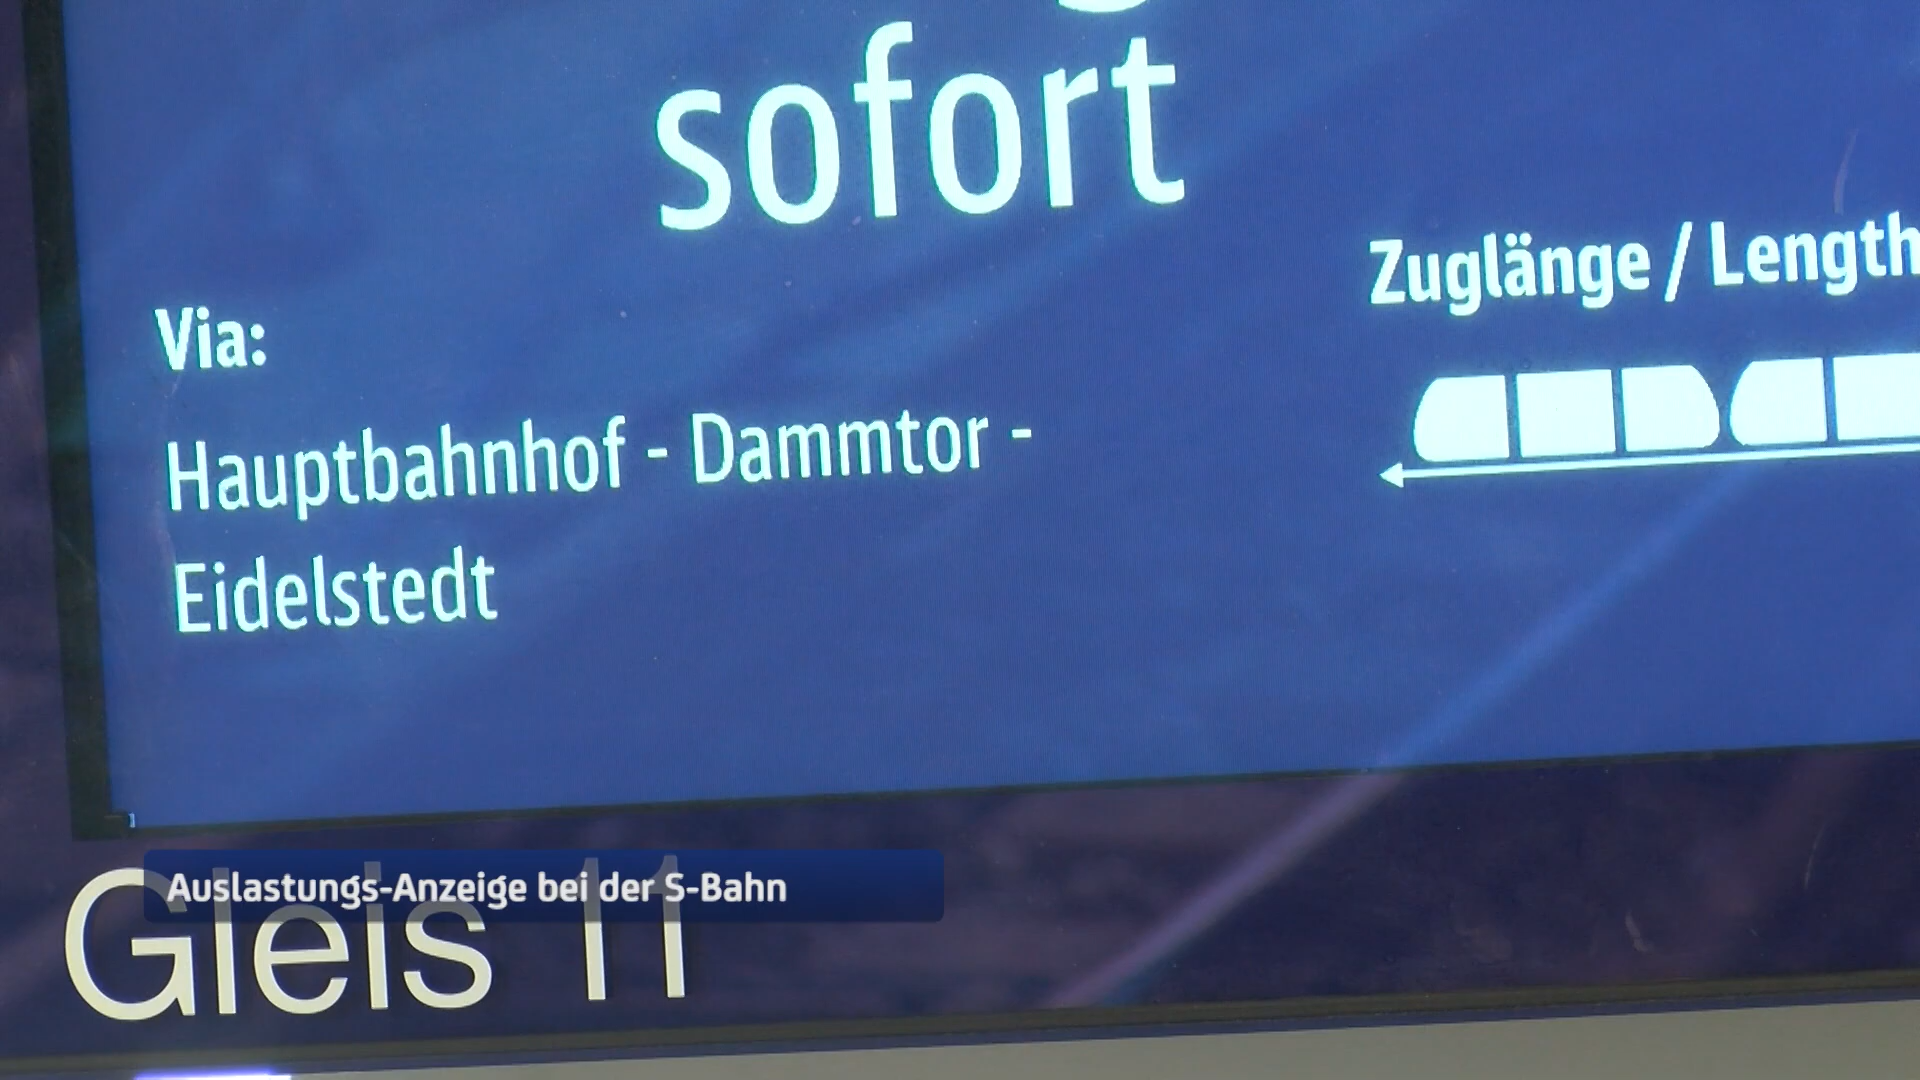 sofort
Zuglänge / Length
Via:
Hauptbahnhof - Dammtor -
Eidelstedt
Auslastungs-Anzeige bei der S-Bahn
Gleis 11